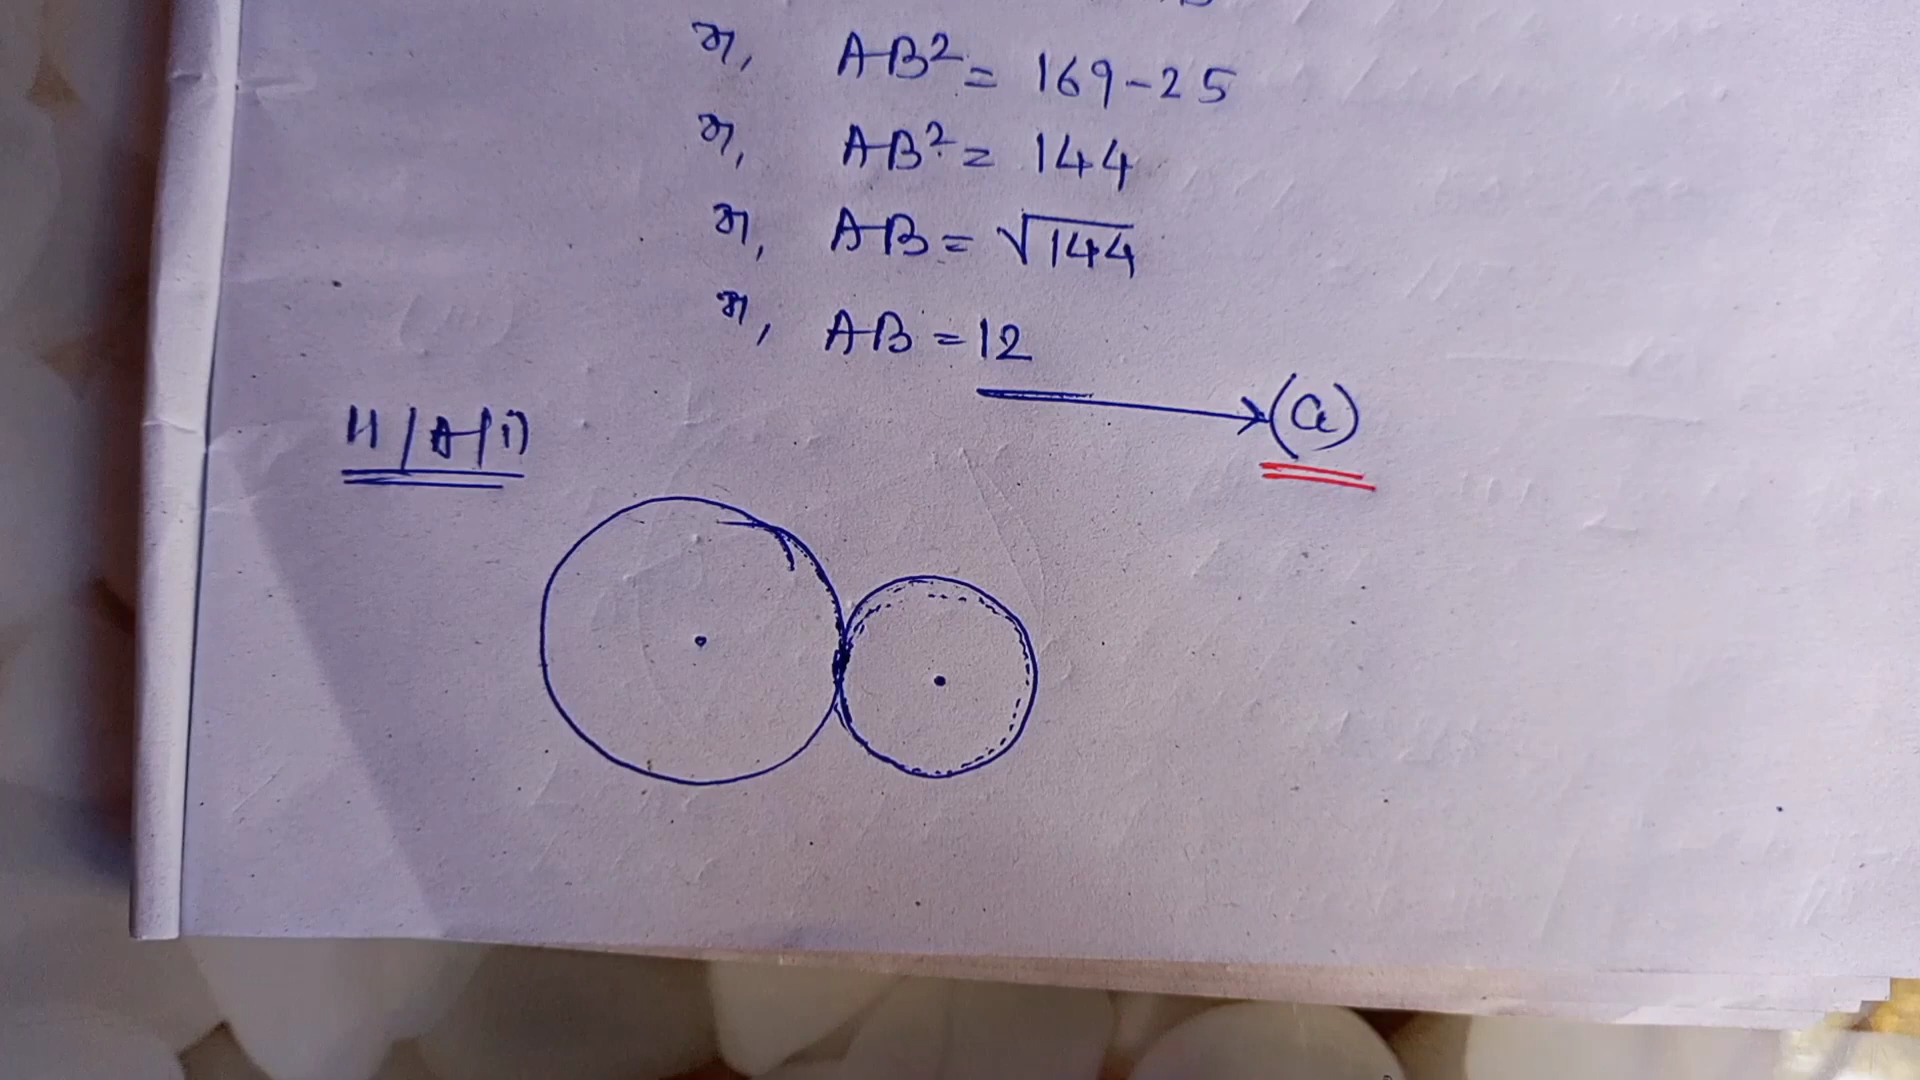 বা, AB² = 169-25
বা, AB² = 144
বা, AB = √144
বা, AB = 12
(a)
11/A(i)